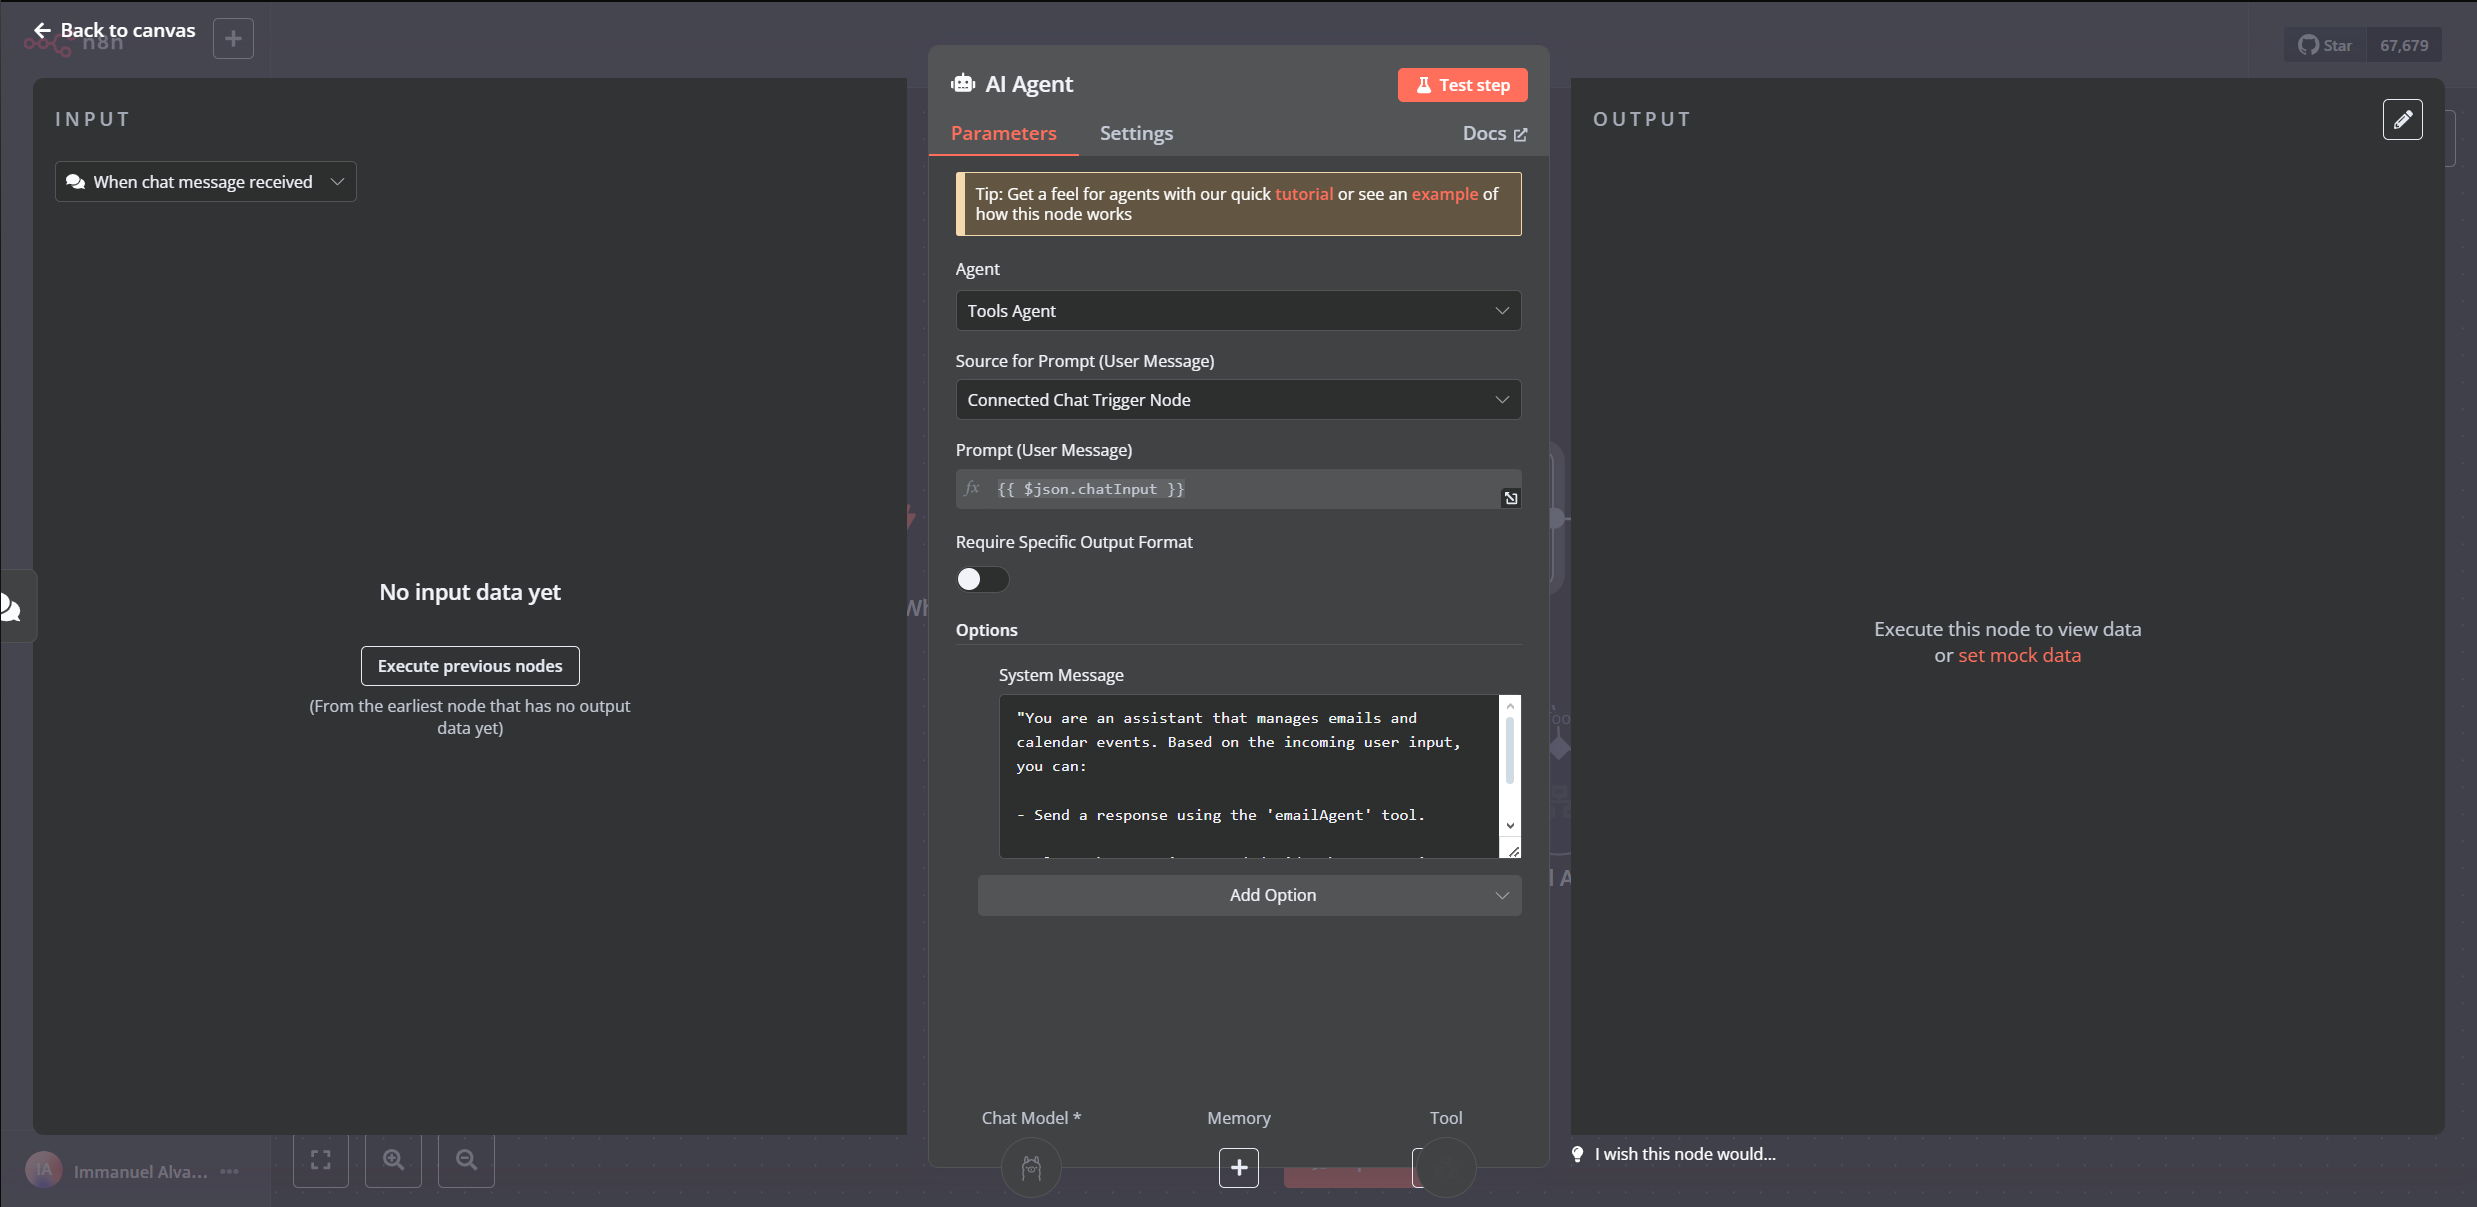 Back to canvas
n8n
Star 67,679
INPUT
When chat message received
No input data yet
Execute previous nodes
(From the earliest node that has no output
data yet)
AI Agent
Test step
Parameters
Settings
Docs
Tip: Get a feel for agents with our quick tutorial or see an example of
how this node works
Agent
Tools Agent
Source for Prompt (User Message)
Connected Chat Trigger Node
Prompt (User Message)
fx {{ $json.chatInput }}
Require Specific Output Format
Options
System Message
"You are an assistant that manages emails and
calendar events. Based on the incoming user input,
you can:
- Send a response using the 'emailAgent' tool.
Add Option
Chat Model *
Memory
Tool
OUTPUT
Execute this node to view data
or set mock data
I wish this node would...
IA
Immanuel Alva...